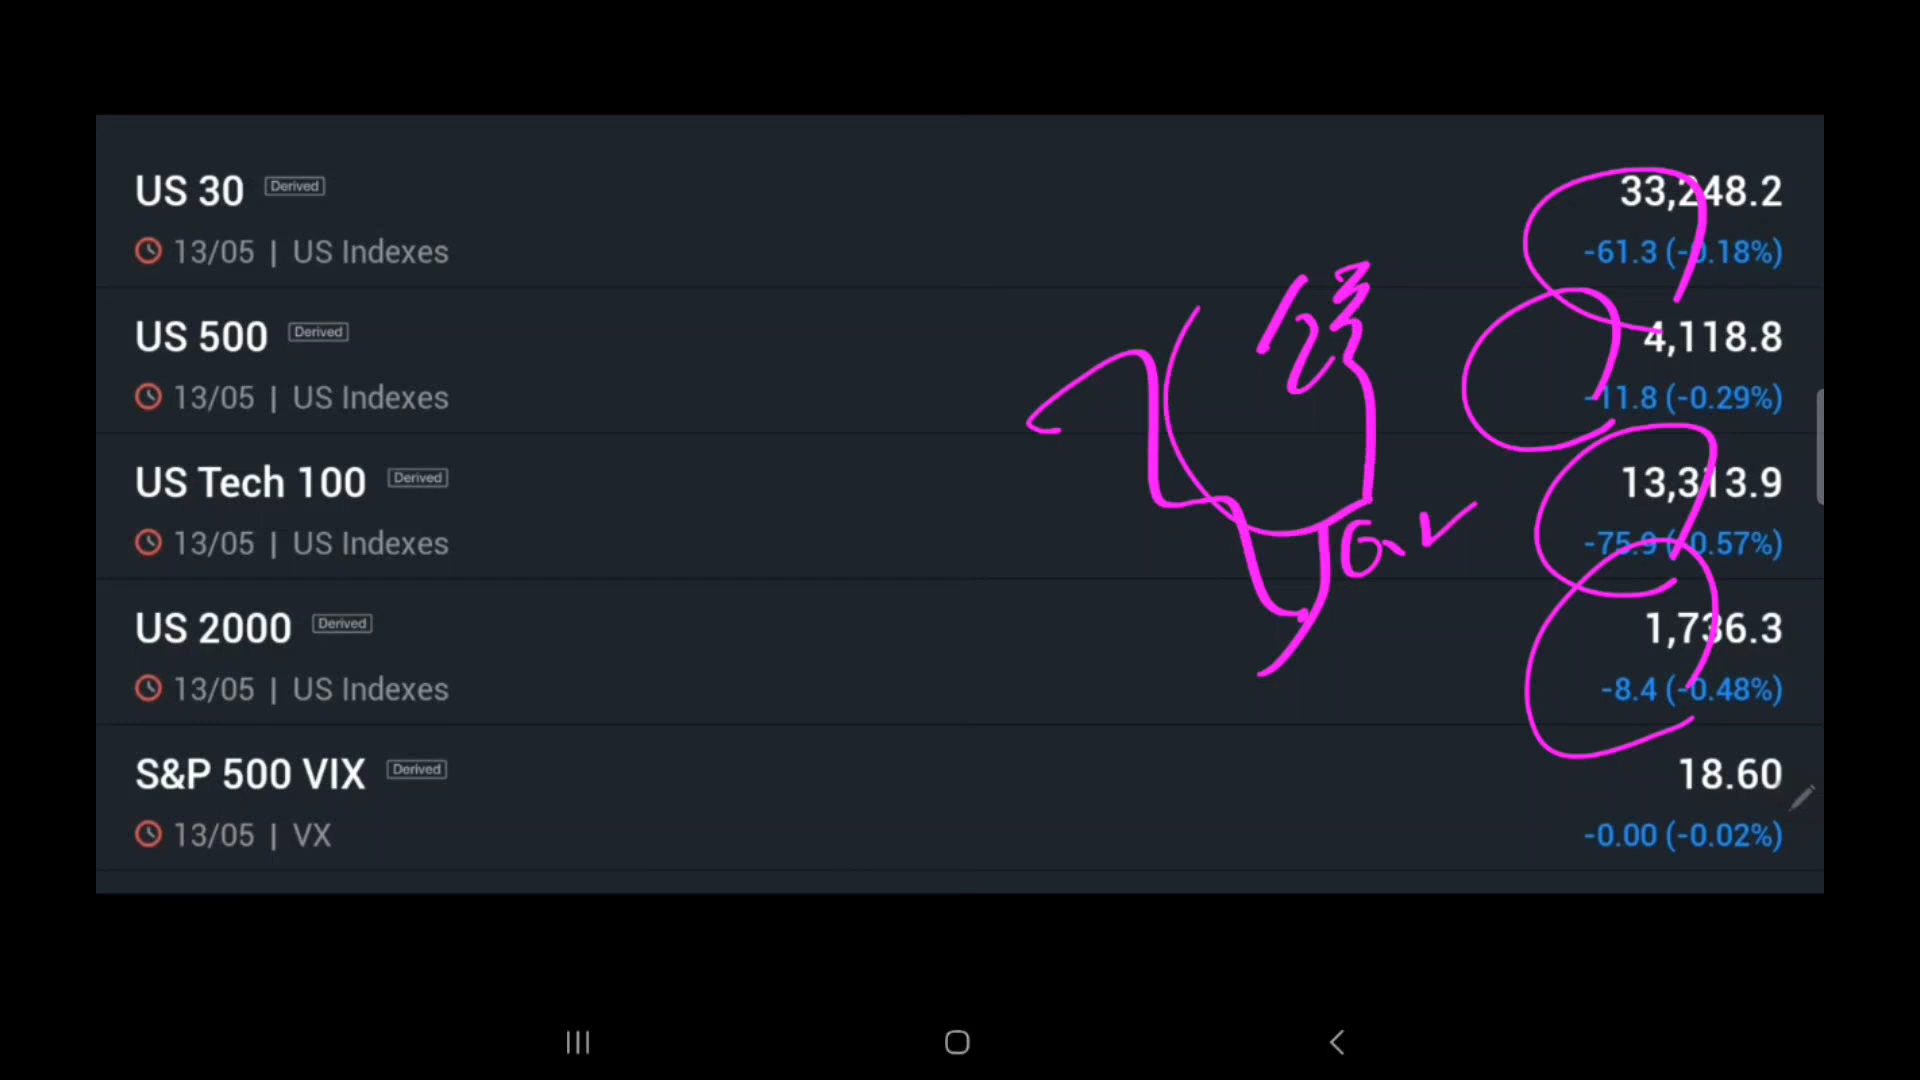 US 30 Derived 33,248.2
13/05 | US Indexes -61.3 (-0.18%)
US 500 Derived 4,118.8
13/05 | US Indexes -11.8 (-0.29%)
US Tech 100 Derived 13,313.9
13/05 | US Indexes -75.9 (-0.57%)
US 2000 Derived 1,736.3
13/05 | US Indexes -8.4 (-0.48%)
S&P 500 VIX Derived 18.60
13/05 | VX -0.00 (-0.02%)